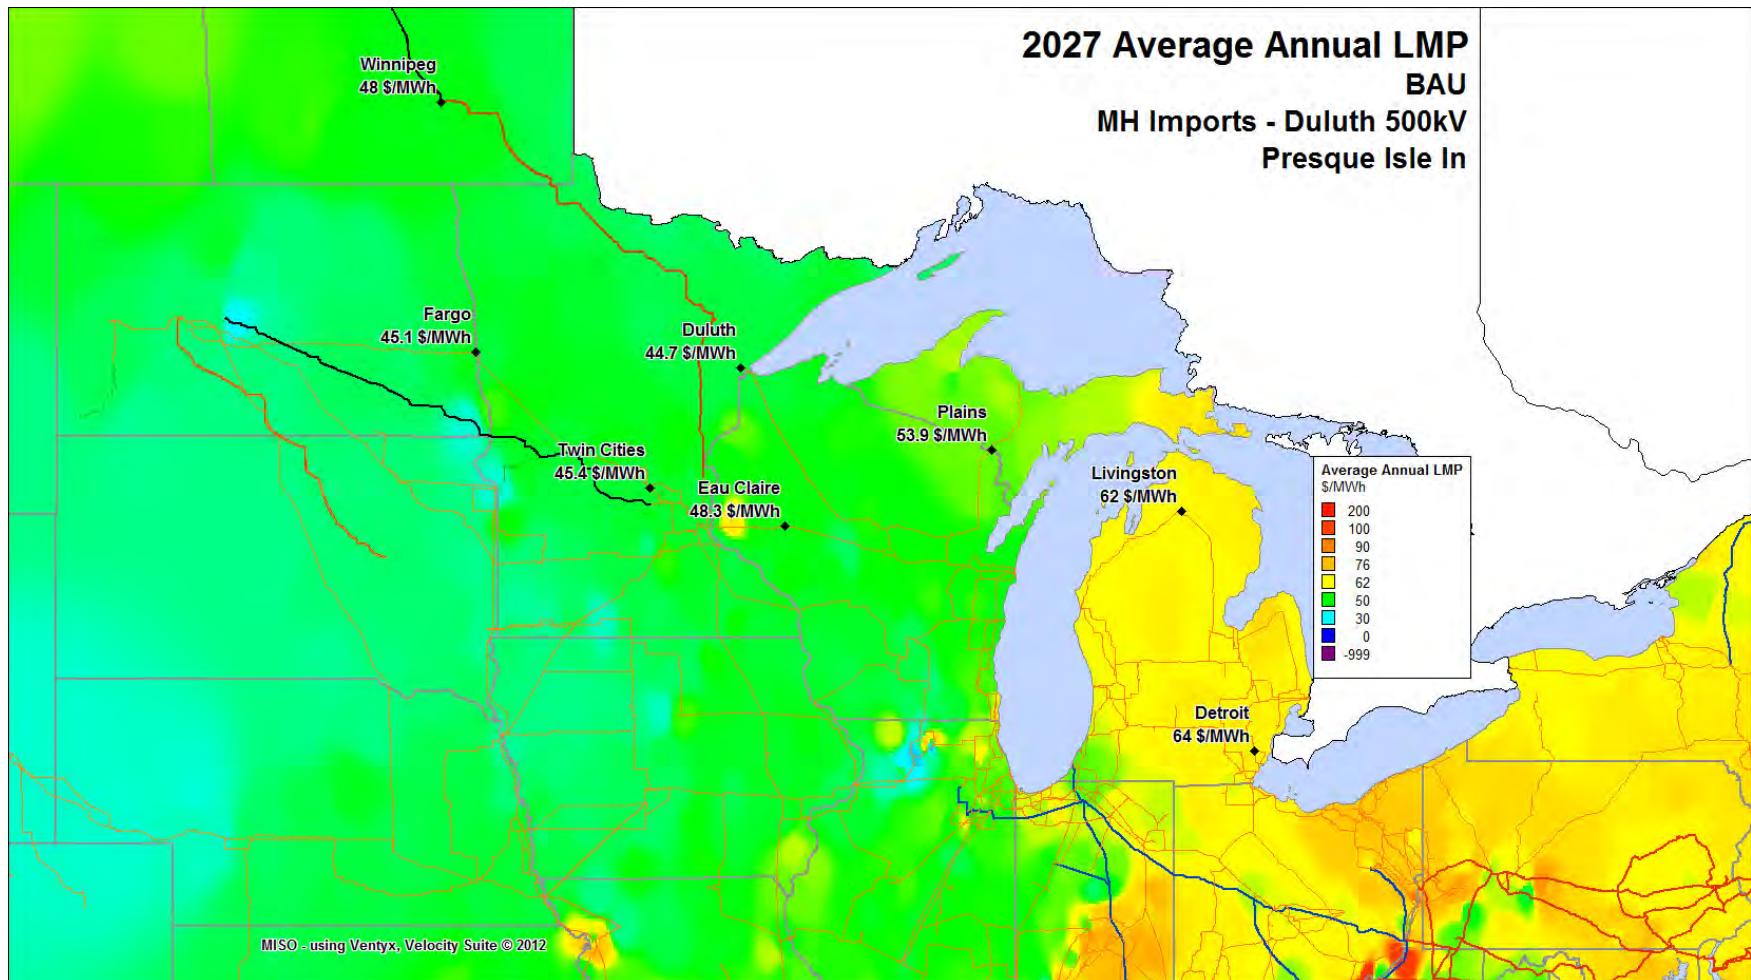 2027 Average Annual LMP
BAU
MH Imports - Duluth 500kV
Presque Isle In
Winnipeg
48 $/MWh
Fargo
45.1 $/MWh
Duluth
44.7 $/MWh
Plains
53.9 $/MWh
Twin Cities
45.4 $/MWh
Eau Claire
48.3 $/MWh
Livingston
62 $/MWh
Average Annual LMP
$/MWh
200
100
90
76
62
50
30
0
-999
Detroit
64 $/MWh
MISO - using Ventyx, Velocity Suite © 2012